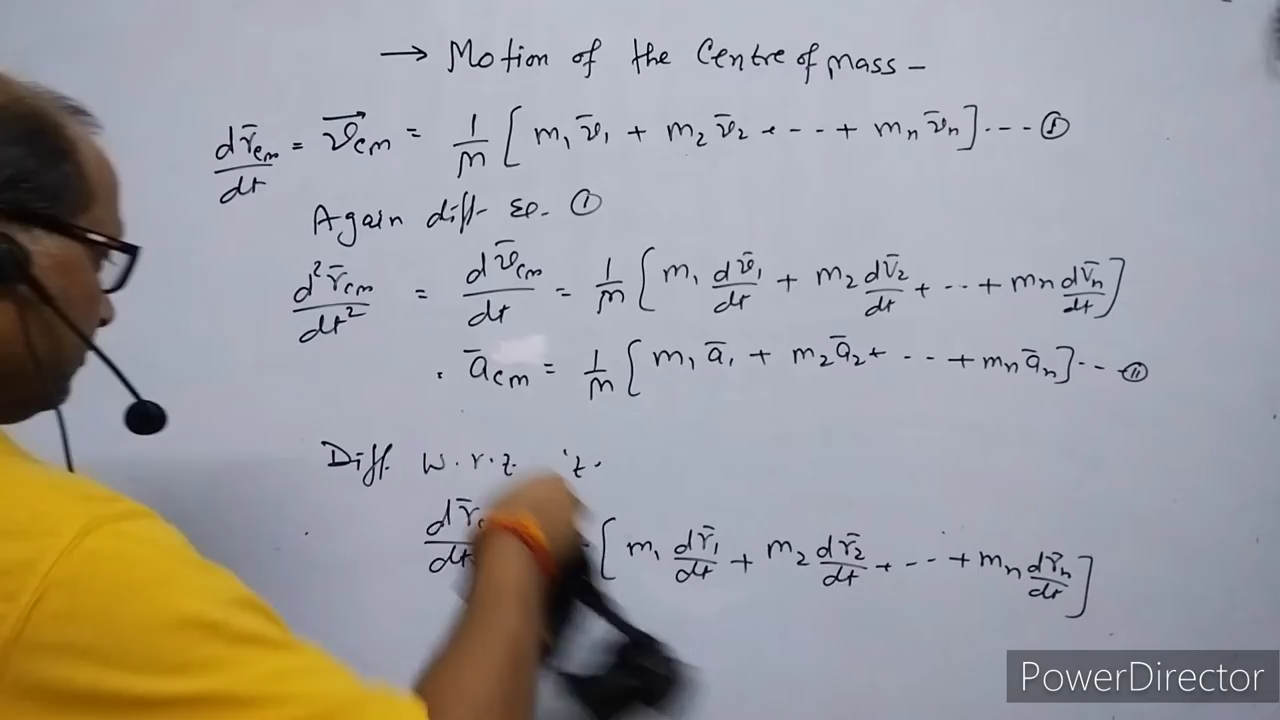 → Motion of the Centre of mass –
dr̄cm/dt = v⃗cm = 1/m [ m₁v̄₁ + m₂v̄₂ + - - + mₙv̄ₙ ] ---- Ⓘ
Again diff- eq. Ⓘ
d²r̄cm/dt² = dv̄cm/dt = 1/m [ m₁ dv̄₁/dt + m₂ dv̄₂/dt + - - + mₙ dv̄ₙ/dt ]
. ācm = 1/m [ m₁ā₁ + m₂ā₂ + - - + mₙāₙ ] --- Ⓘⓘ
Diff. w.r.t. 't.
dr̄c/dt [ m₁ dr̄₁/dt + m₂ dr̄₂/dt + - - + mₙ dr̄ₙ/dt ]
PowerDirector